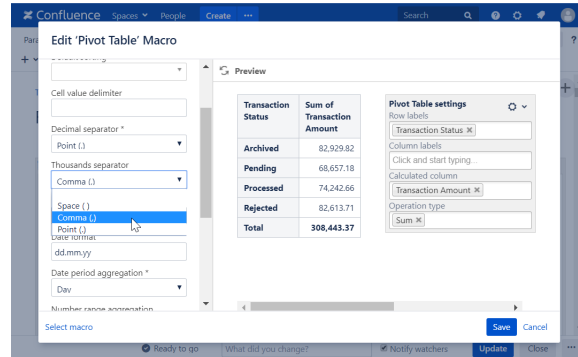 Confluence Spaces People Create ••• Search
Edit 'Pivot Table' Macro
Preview
Cell value delimiter
Decimal separator *
Point (.)
Thousands separator
Comma (,)
Space ( )
Comma (,)
Point (.)
Date format
dd.mm.yy
Date period aggregation *
Day
Number range aggregation
Transaction Status
Sum of Transaction Amount
Archived 82,929.82
Pending 68,657.18
Processed 74,242.66
Rejected 82,613.71
Total 308,443.37
Pivot Table settings
Row labels
Transaction Status ×
Column labels
Click and start typing...
Calculated column
Transaction Amount ×
Operation type
Sum ×
Select macro
Save Cancel
Ready to go What did you change? Notify watchers Update Close •••